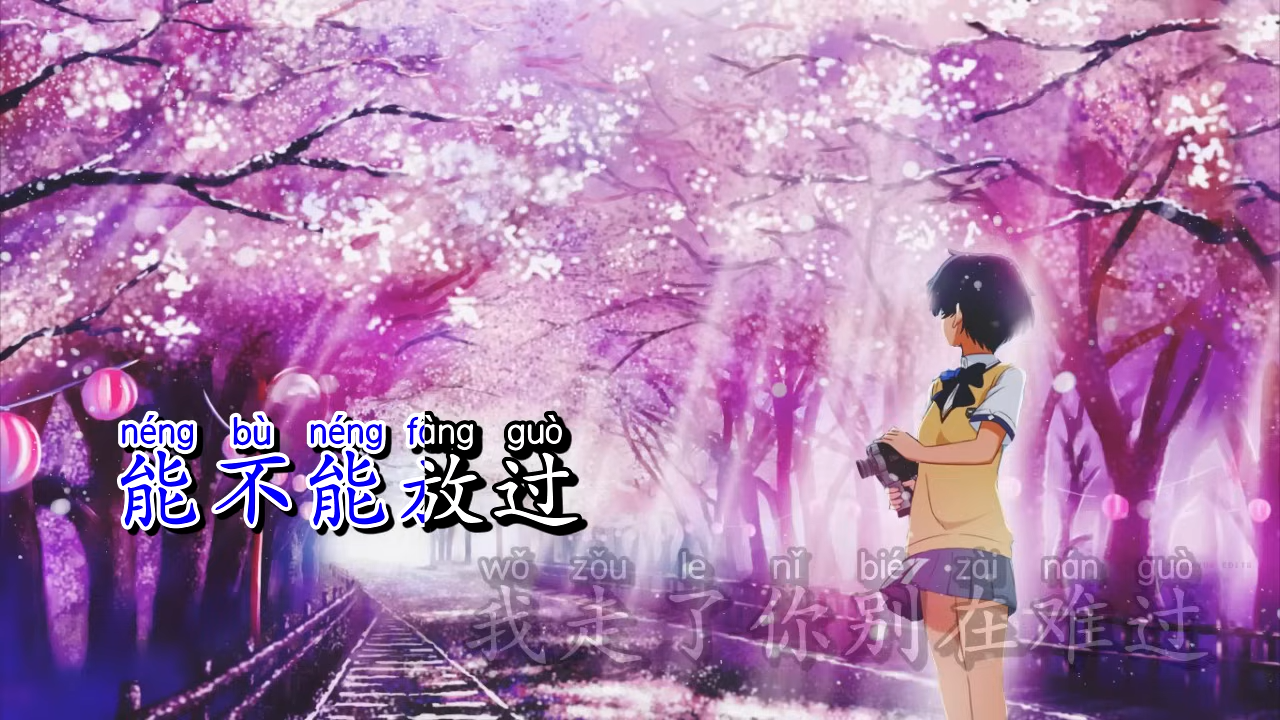 néng bù néng fàng guò
能不能放过
wǒ zǒu le nǐ bié zài nán guò
我走了你别在难过